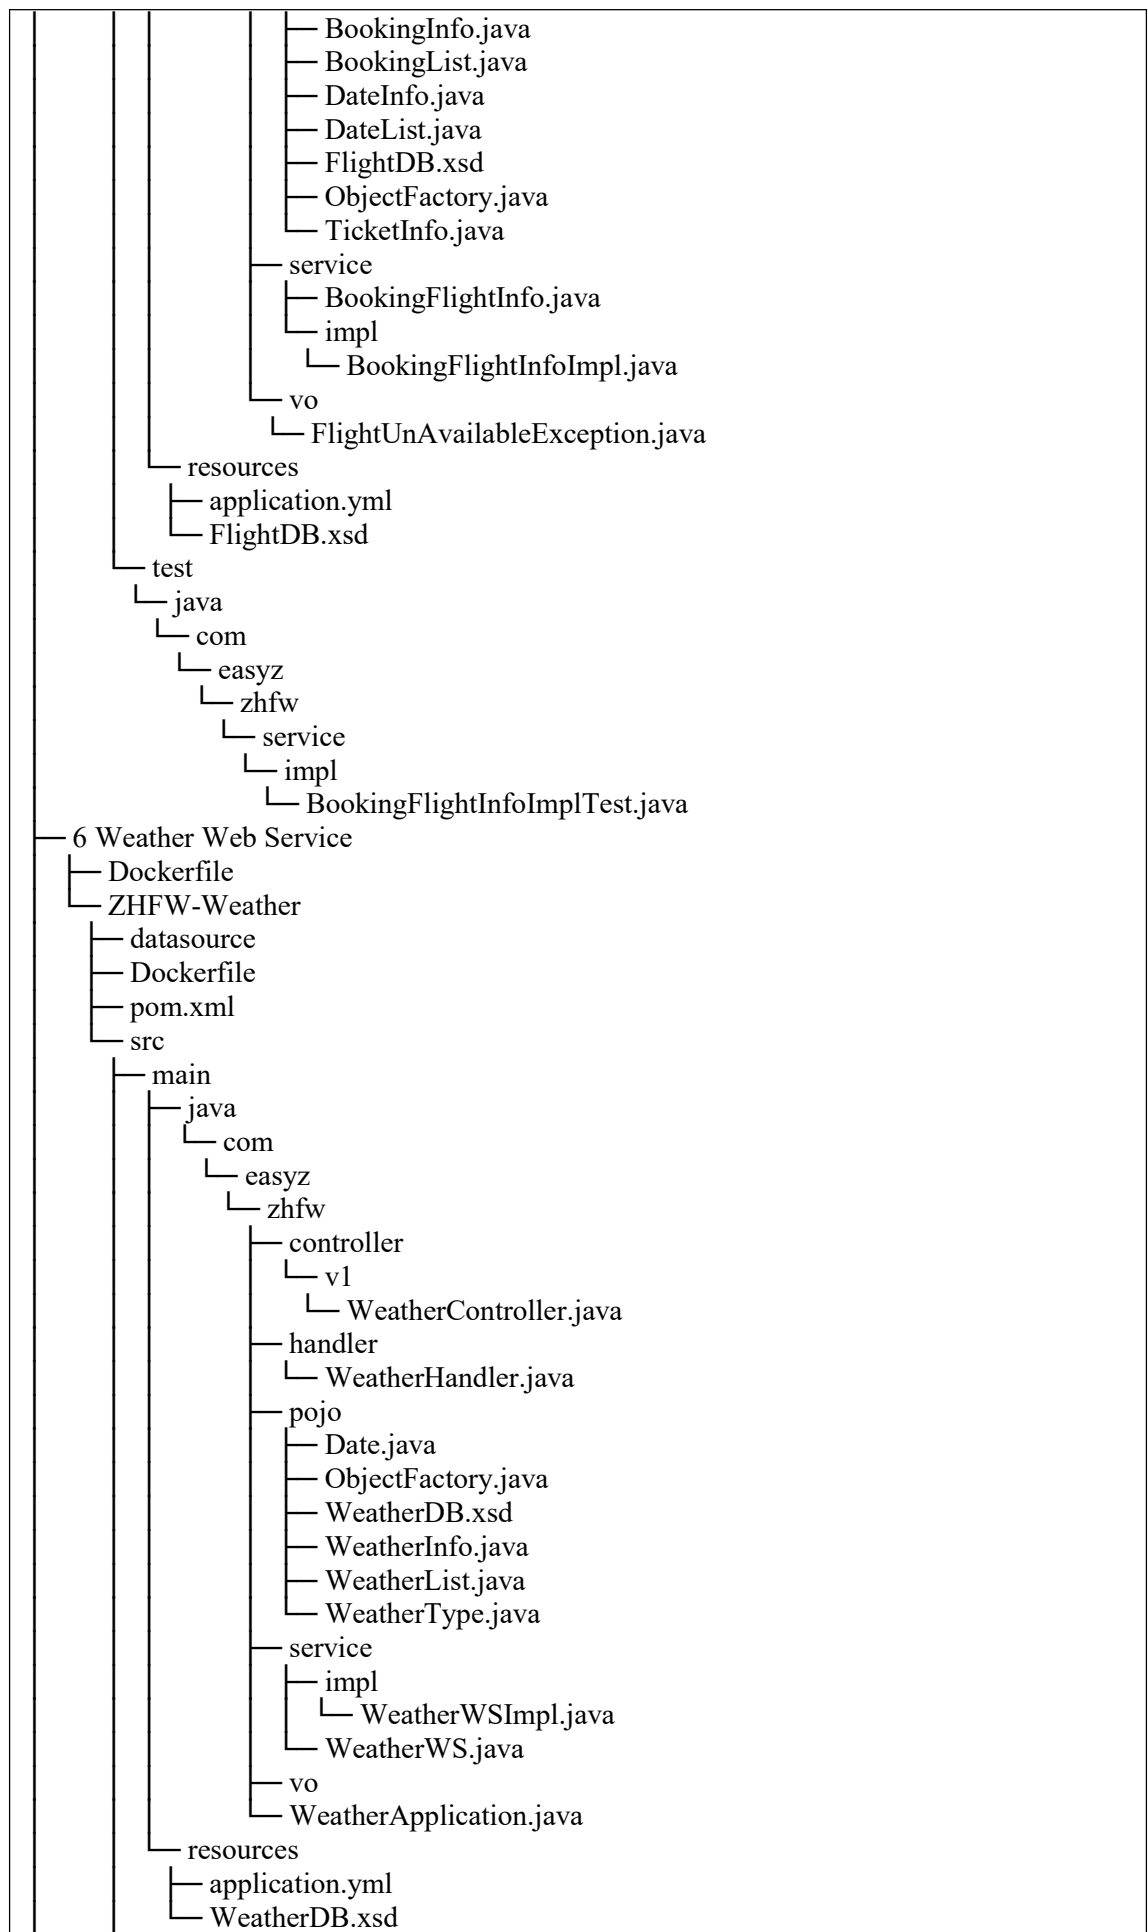 BookingInfo.java
BookingList.java
DateInfo.java
DateList.java
FlightDB.xsd
ObjectFactory.java
TicketInfo.java
service
BookingFlightInfo.java
impl
BookingFlightInfoImpl.java
vo
FlightUnAvailableException.java
resources
application.yml
FlightDB.xsd
test
java
com
easyz
zhfw
service
impl
BookingFlightInfoImplTest.java
6 Weather Web Service
Dockerfile
ZHFW-Weather
datasource
Dockerfile
pom.xml
src
main
java
com
easyz
zhfw
controller
v1
WeatherController.java
handler
WeatherHandler.java
pojo
Date.java
ObjectFactory.java
WeatherDB.xsd
WeatherInfo.java
WeatherList.java
WeatherType.java
service
impl
WeatherWSImpl.java
WeatherWS.java
vo
WeatherApplication.java
resources
application.yml
WeatherDB.xsd